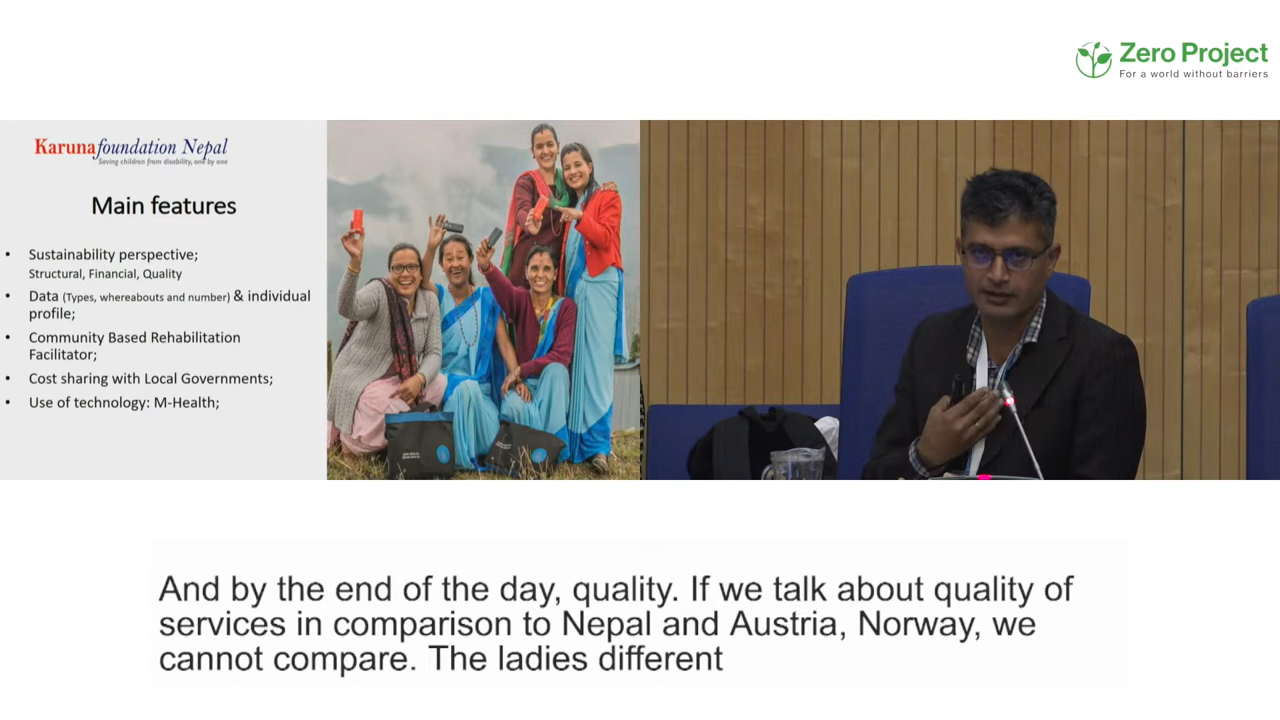 Zero Project
For a world without barriers
Karunafoundation Nepal
Saving children from disability, one by one
Main features
• Sustainability perspective;
Structural, Financial, Quality
• Data (Types, whereabouts and number) & individual
profile;
• Community Based Rehabilitation
Facilitator;
• Cost sharing with Local Governments;
• Use of technology: M-Health;
And by the end of the day, quality. If we talk about quality of
services in comparison to Nepal and Austria, Norway, we
cannot compare. The ladies different